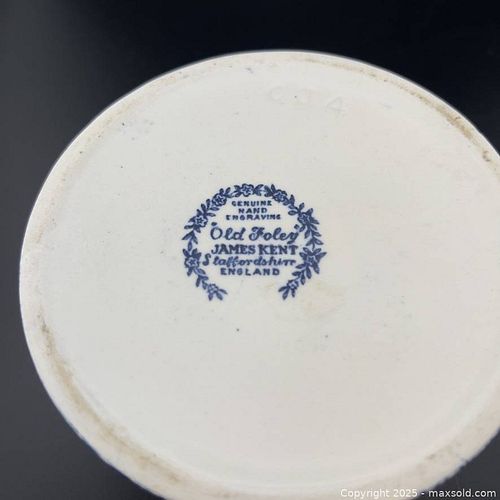 GENUINE
HAND
ENGRAVING
"Old Foley"
JAMES KENT
Staffordshire
ENGLAND
Copyright 2025 - maxsold.com